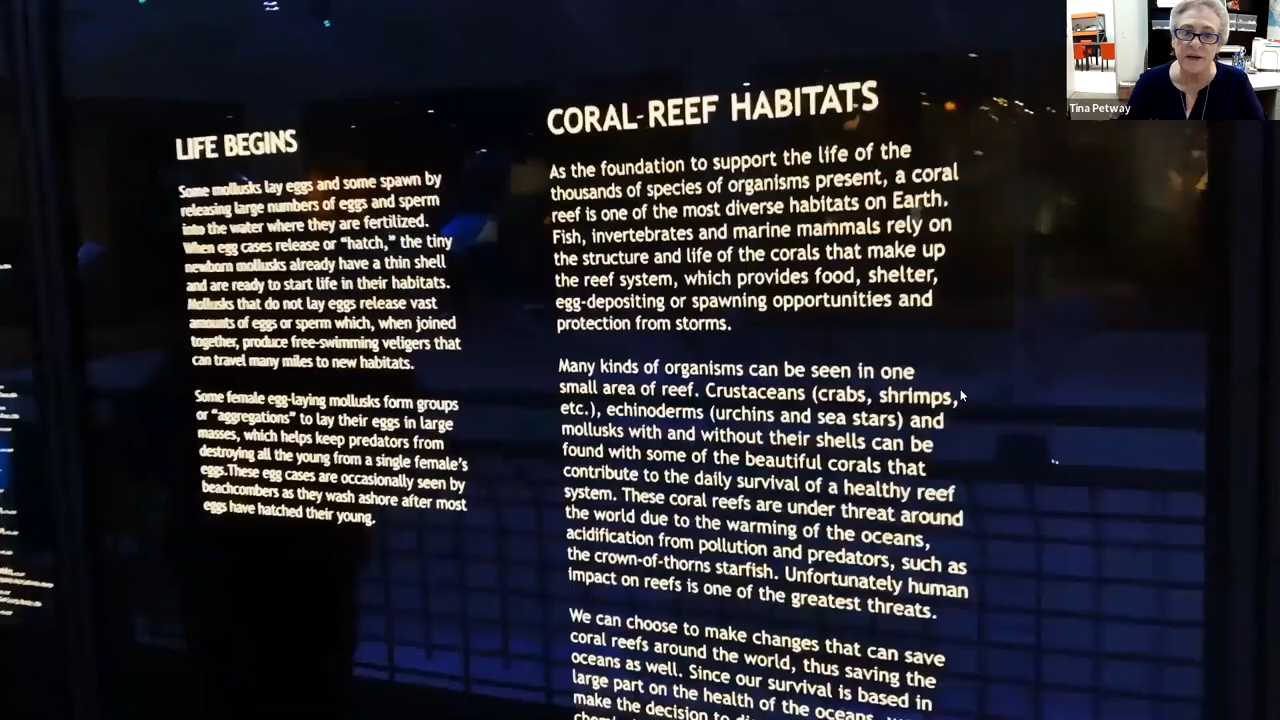 LIFE BEGINS
Some mollusks lay eggs and some spawn by
releasing large numbers of eggs and sperm
into the water where they are fertilized.
When egg cases release or “hatch,” the tiny
newborn mollusks already have a thin shell
and are ready to start life in their habitats.
Mollusks that do not lay eggs release vast
amounts of eggs or sperm which, when joined
together, produce free-swimming veligers that
can travel many miles to new habitats.
Some female egg-laying mollusks form groups
or “aggregations” to lay their eggs in large
masses, which helps keep predators from
destroying all the young from a single female’s
eggs.These egg cases are occasionally seen by
beachcombers as they wash ashore after most
eggs have hatched their young.
CORAL-REEF HABITATS
As the foundation to support the life of the
thousands of species of organisms present, a coral
reef is one of the most diverse habitats on Earth.
Fish, invertebrates and marine mammals rely on
the structure and life of the corals that make up
the reef system, which provides food, shelter,
egg-depositing or spawning opportunities and
protection from storms.
Many kinds of organisms can be seen in one
small area of reef. Crustaceans (crabs, shrimps,
etc.), echinoderms (urchins and sea stars) and
mollusks with and without their shells can be
found with some of the beautiful corals that
contribute to the daily survival of a healthy reef
system. These coral reefs are under threat around
the world due to the warming of the oceans,
acidification from pollution and predators, such as
the crown-of-thorns starfish. Unfortunately human
impact on reefs is one of the greatest threats.
We can choose to make changes that can save
coral reefs around the world, thus saving the
oceans as well. Since our survival is based in
large part on the health of the oceans,
make the decision to
Tina Petway